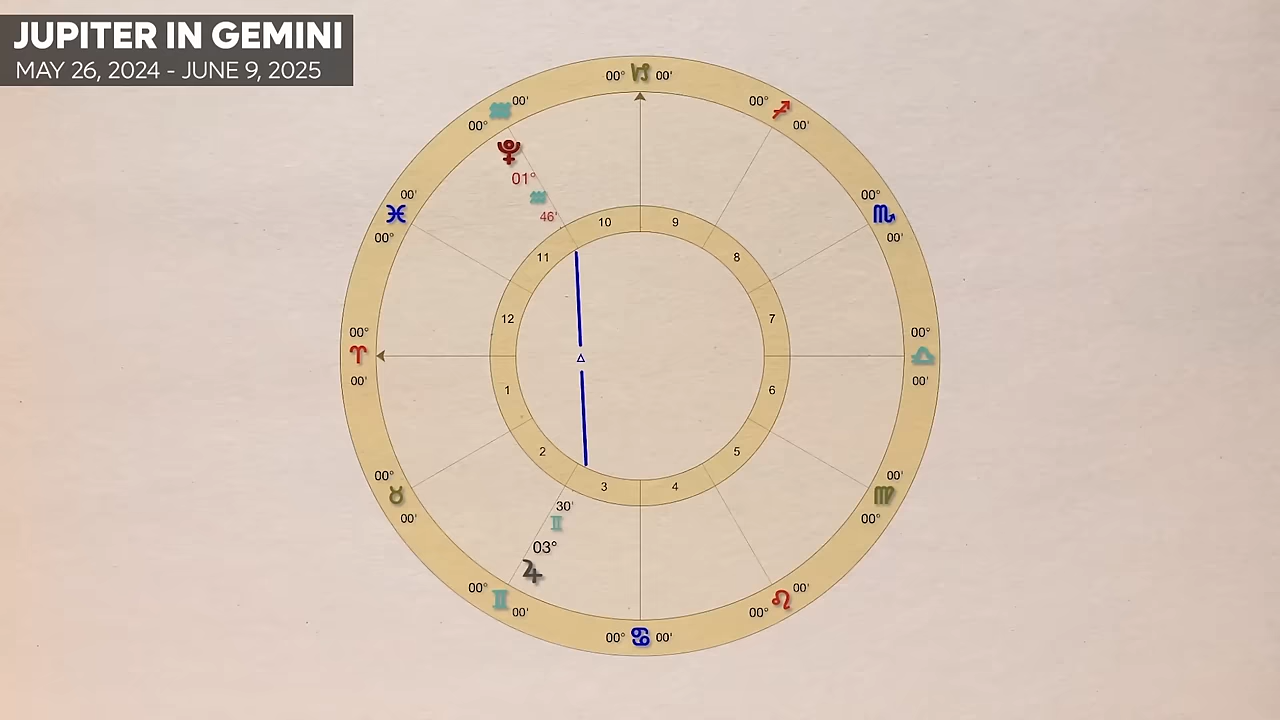 JUPITER IN GEMINI
MAY 26, 2024 - JUNE 9, 2025
00° ♑ 00'
00' ♒ 00°
00° ♐ 00'
♇
01°
♒
46'
00' ♓ 00°
00° ♏ 00'
10 9
11 8
12 7
00° ♈ 00'
00° ♎ 00'
△
1 6
2 5
3 4
00° ♉ 00'
00' ♍ 00°
30'
♊
03°
♃
00° ♊ 00'
00' ♌ 00°
00° ♋ 00'